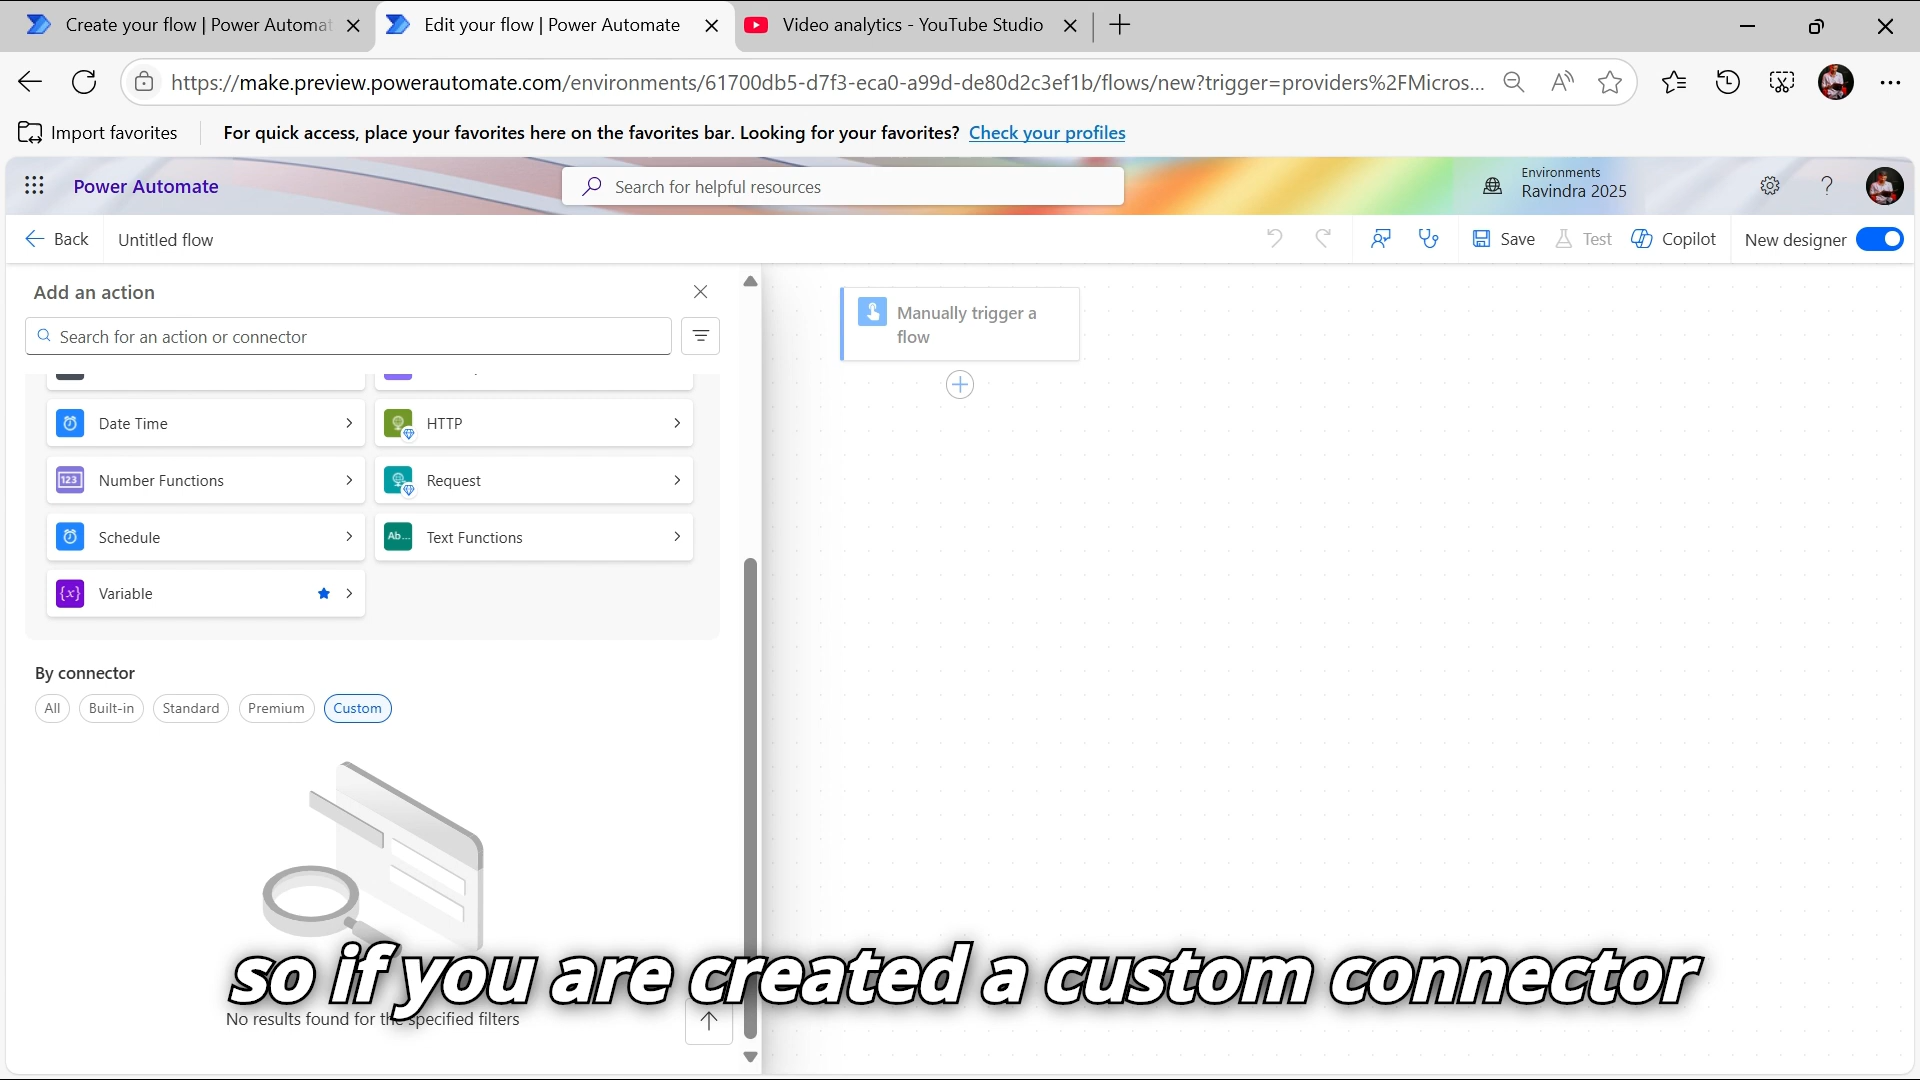 Create your flow | Power Automat
Edit your flow | Power Automate
Video analytics - YouTube Studio
https://make.preview.powerautomate.com/environments/61700db5-d7f3-eca0-a99d-de80d2c3ef1b/flows/new?trigger=providers%2FMicros...
Import favorites
For quick access, place your favorites here on the favorites bar. Looking for your favorites? Check your profiles
Power Automate
Search for helpful resources
Environments
Ravindra 2025
Back
Untitled flow
Save
Test
Copilot
New designer
Add an action
Search for an action or connector
Manually trigger a
flow
Date Time
HTTP
Number Functions
Request
Schedule
Text Functions
Variable
By connector
All
Built-in
Standard
Premium
Custom
so if you are created a custom connector
No results found for the specified filters